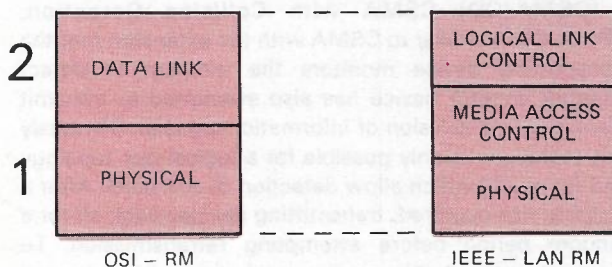 2
DATA LINK
1
PHYSICAL
OSI – RM
LOGICAL LINK
CONTROL
MEDIA ACCESS
CONTROL
PHYSICAL
IEEE – LAN RM